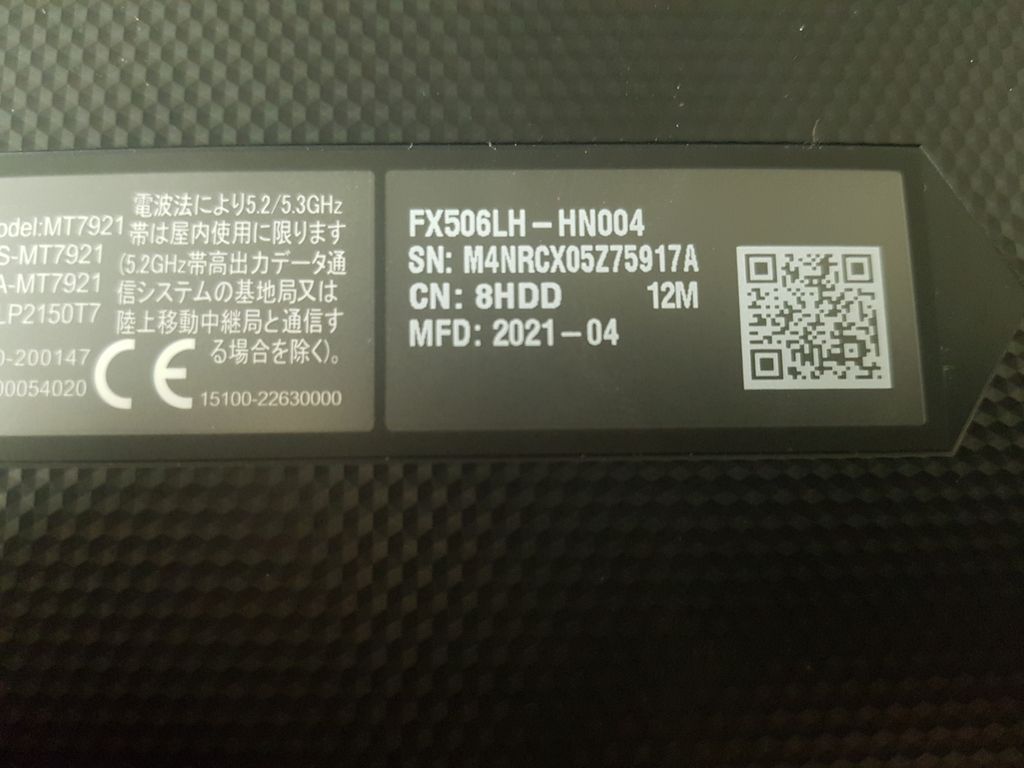 odel:MT7921
S-MT7921
A-MT7921
LP2150T7
0-200147
00054020
電波法により5.2/5.3GHz
帯は屋内使用に限ります
(5.2GHz帯高出力データ通
信システムの基地局又は
陸上移動中継局と通信す
る場合を除く)。
CE
15100-22630000
FX506LH-HN004
SN: M4NRCX05Z75917A
CN: 8HDD 12M
MFD: 2021-04